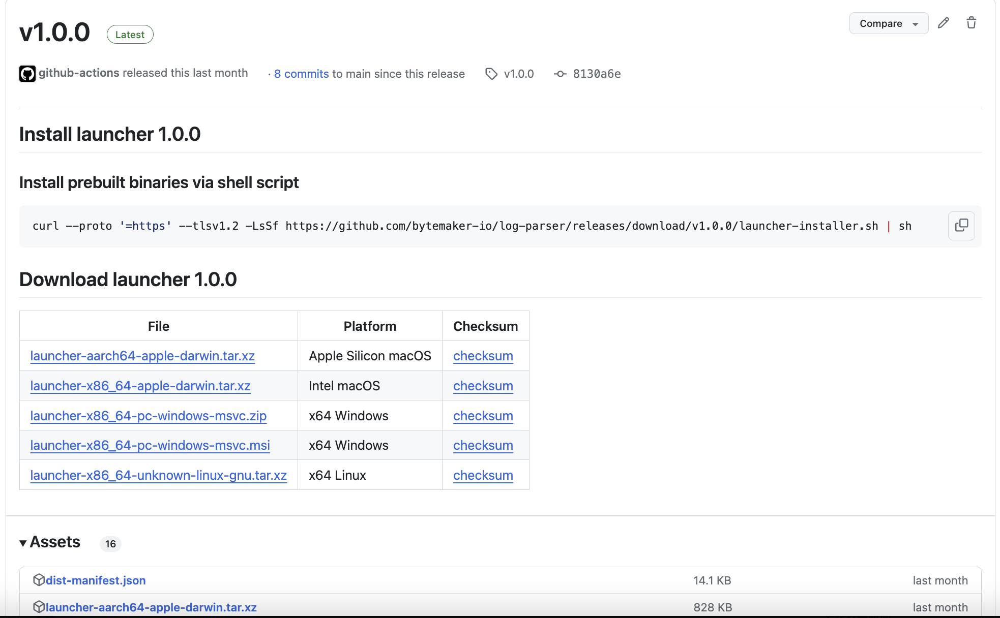 v1.0.0 Latest Compare
github-actions released this last month · 8 commits to main since this release v1.0.0 8130a6e
Install launcher 1.0.0
Install prebuilt binaries via shell script
curl --proto '=https' --tlsv1.2 -LsSf https://github.com/bytemaker-io/log-parser/releases/download/v1.0.0/launcher-installer.sh | sh
Download launcher 1.0.0
File Platform Checksum
launcher-aarch64-apple-darwin.tar.xz Apple Silicon macOS checksum
launcher-x86_64-apple-darwin.tar.xz Intel macOS checksum
launcher-x86_64-pc-windows-msvc.zip x64 Windows checksum
launcher-x86_64-pc-windows-msvc.msi x64 Windows checksum
launcher-x86_64-unknown-linux-gnu.tar.xz x64 Linux checksum
Assets 16
dist-manifest.json 14.1 KB last month
launcher-aarch64-apple-darwin.tar.xz 828 KB last month